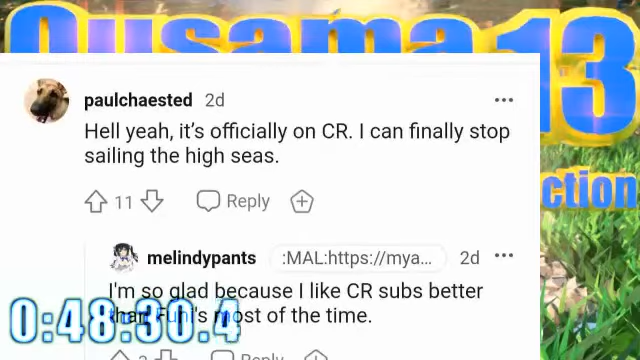 Ousama 13
ction
paulchaested 2d
Hell yeah, it’s officially on CR. I can finally stop
sailing the high seas.
11 Reply
melindypants :MAL:https://mya... 2d
I'm so glad because I like CR subs better
than Funi's most of the time.
0:48:30.4
2 Reply